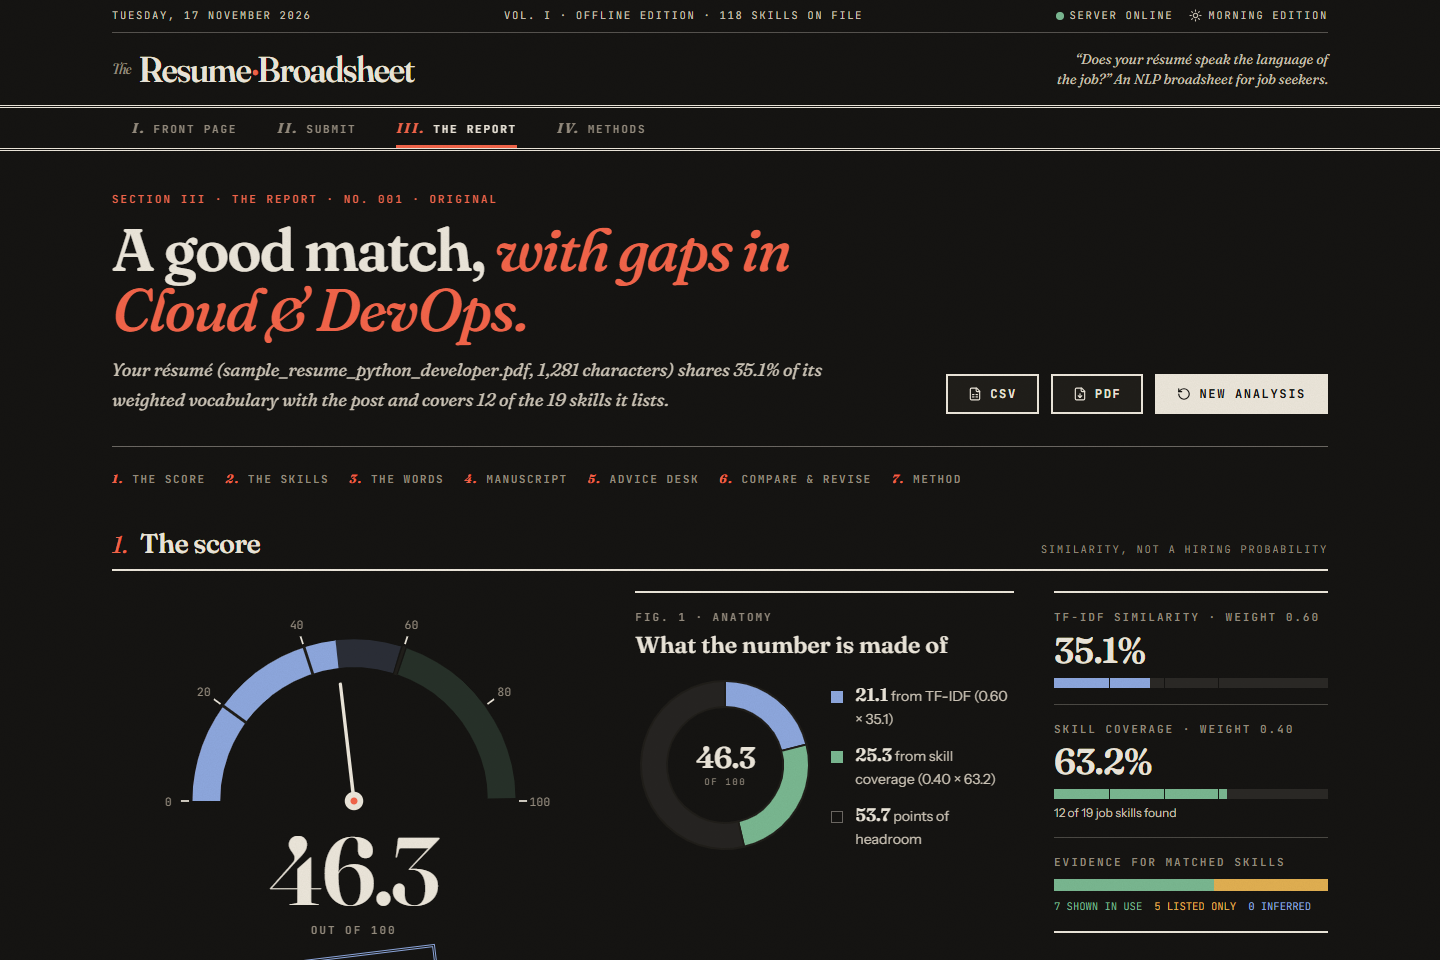 TUESDAY, 17 NOVEMBER 2026
VOL. I · OFFLINE EDITION · 118 SKILLS ON FILE
SERVER ONLINE
MORNING EDITION
The Resume·Broadsheet
“Does your résumé speak the language of
the job?” An NLP broadsheet for job seekers.
I. FRONT PAGE
II. SUBMIT
III. THE REPORT
IV. METHODS
SECTION III · THE REPORT · NO. 001 · ORIGINAL
A good match, with gaps in
Cloud & DevOps.
Your résumé (sample_resume_python_developer.pdf, 1,281 characters) shares 35.1% of its
weighted vocabulary with the post and covers 12 of the 19 skills it lists.
CSV
PDF
NEW ANALYSIS
1. THE SCORE
2. THE SKILLS
3. THE WORDS
4. MANUSCRIPT
5. ADVICE DESK
6. COMPARE & REVISE
7. METHOD
1. The score
SIMILARITY, NOT A HIRING PROBABILITY
0
20
40
60
80
100
46.3
OUT OF 100
FIG. 1 · ANATOMY
What the number is made of
46.3
OF 100
21.1 from TF-IDF (0.60
× 35.1)
25.3 from skill
coverage (0.40 × 63.2)
53.7 points of
headroom
TF-IDF SIMILARITY · WEIGHT 0.60
35.1%
SKILL COVERAGE · WEIGHT 0.40
63.2%
12 of 19 job skills found
EVIDENCE FOR MATCHED SKILLS
7 SHOWN IN USE
5 LISTED ONLY
0 INFERRED